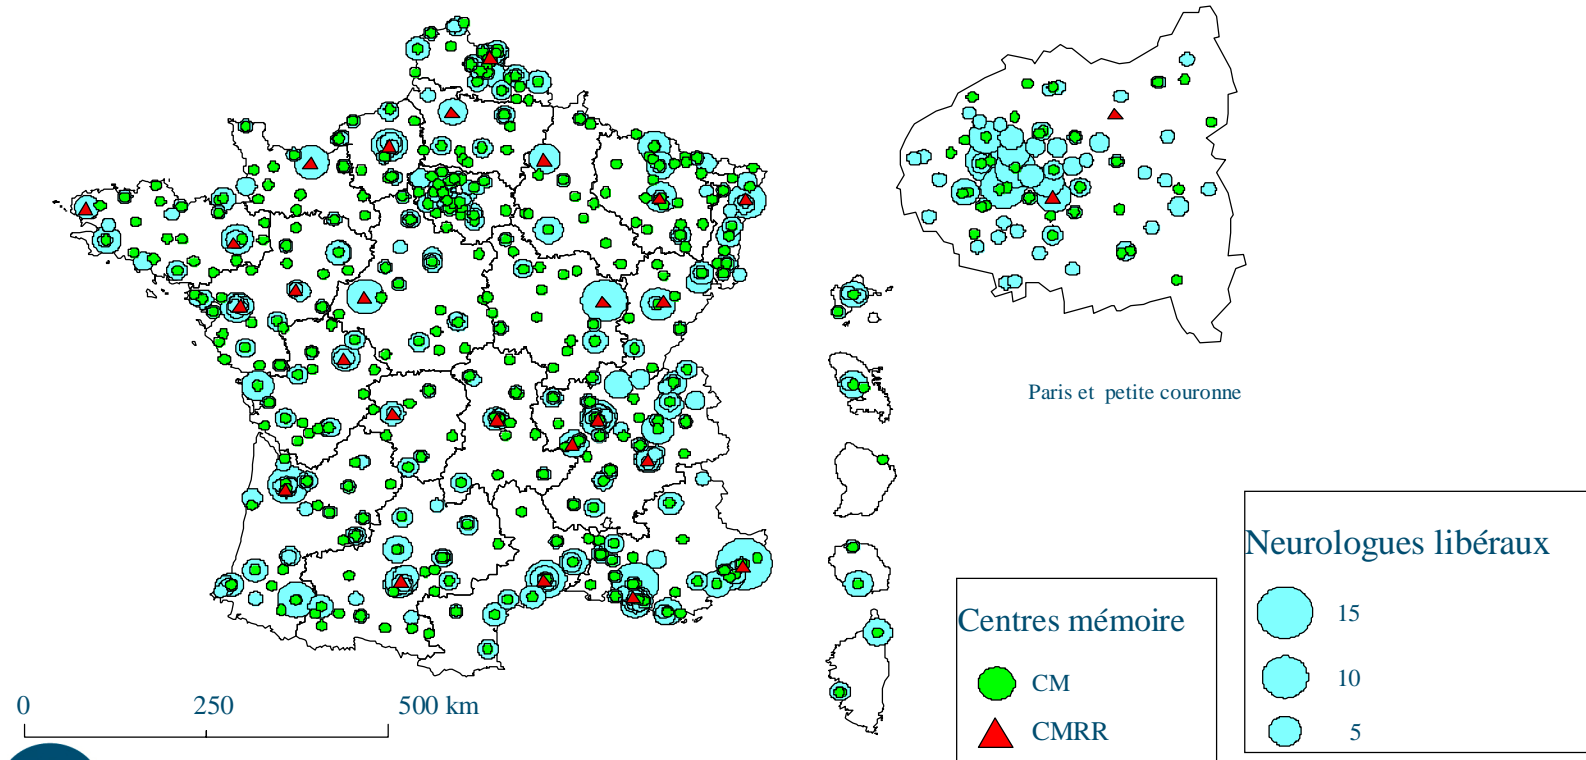 Paris et petite couronne
Neurologues libéraux
15
10
5
Centres mémoire
CM
CMRR
0 250 500 km